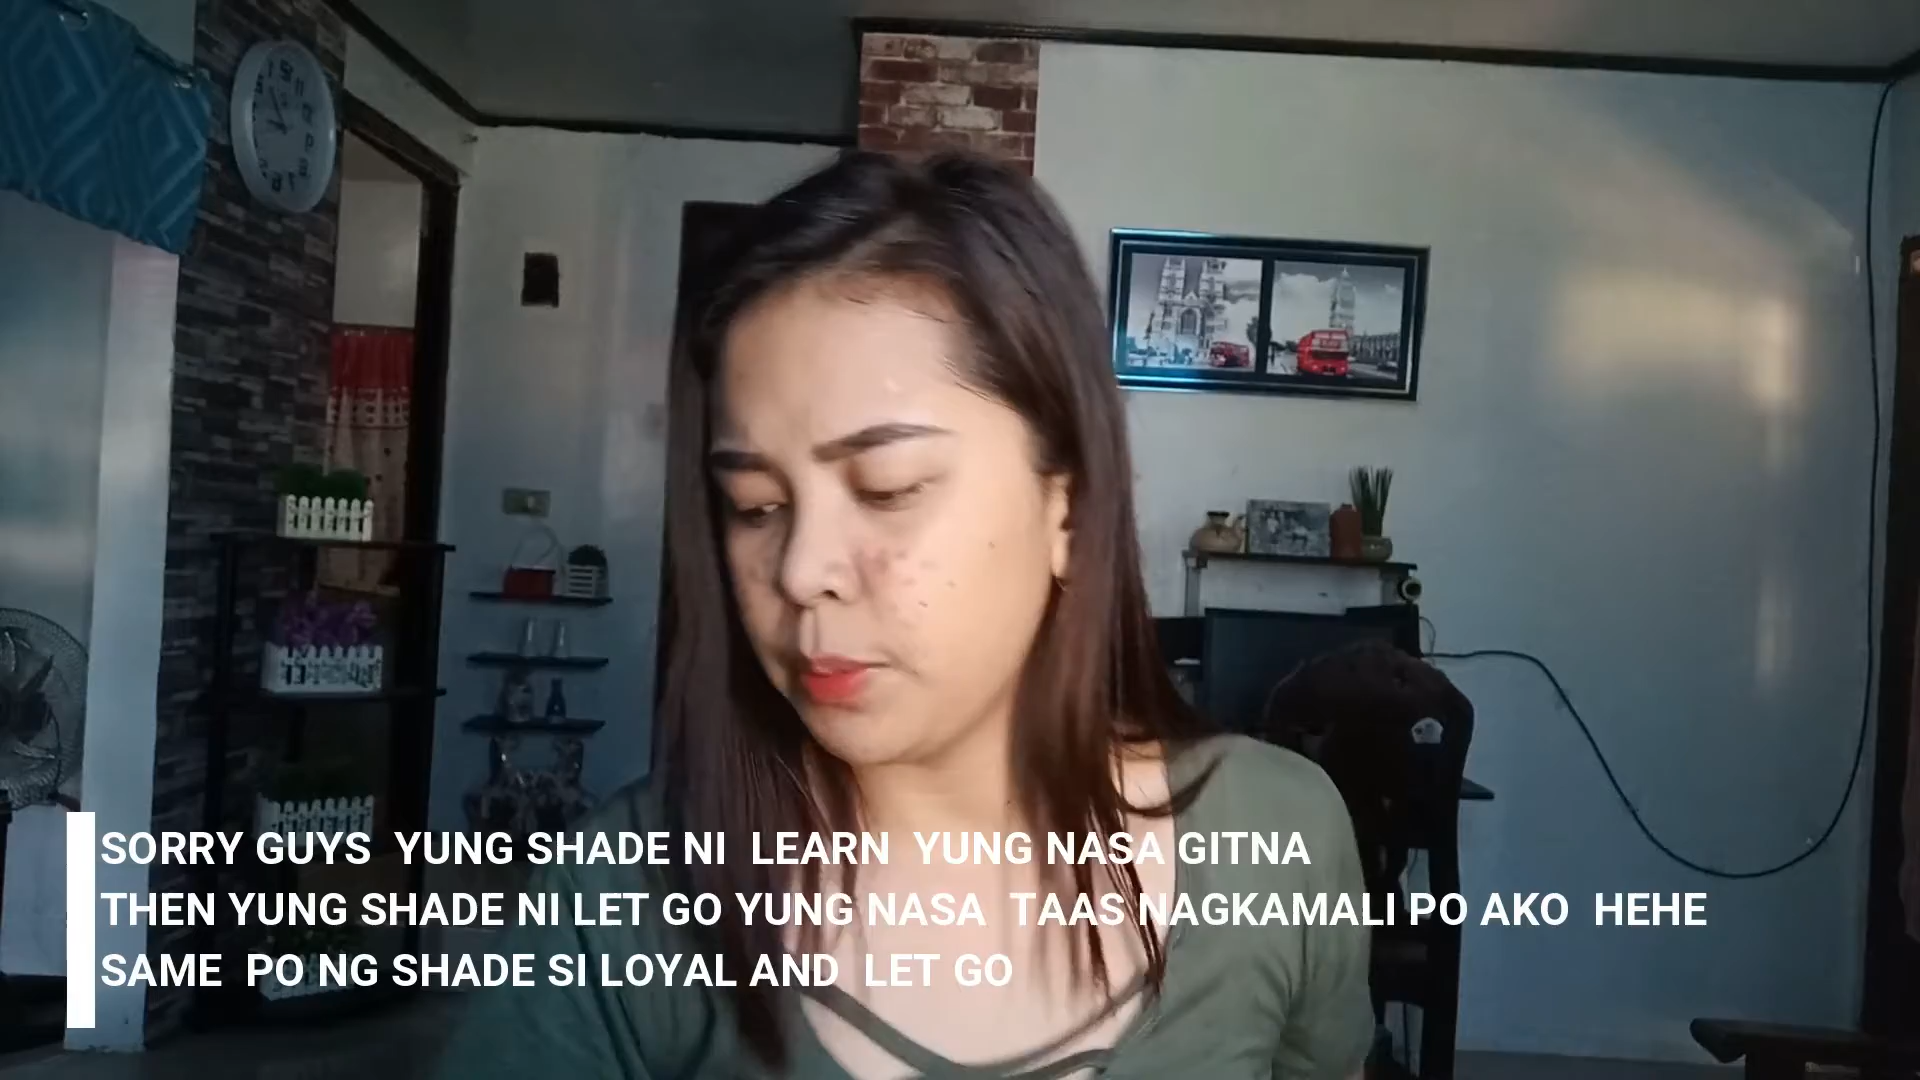 SORRY GUYS YUNG SHADE NI LEARN YUNG NASA GITNA
THEN YUNG SHADE NI LET GO YUNG NASA TAAS NAGKAMALI PO AKO HEHE
SAME PO NG SHADE SI LOYAL AND LET GO